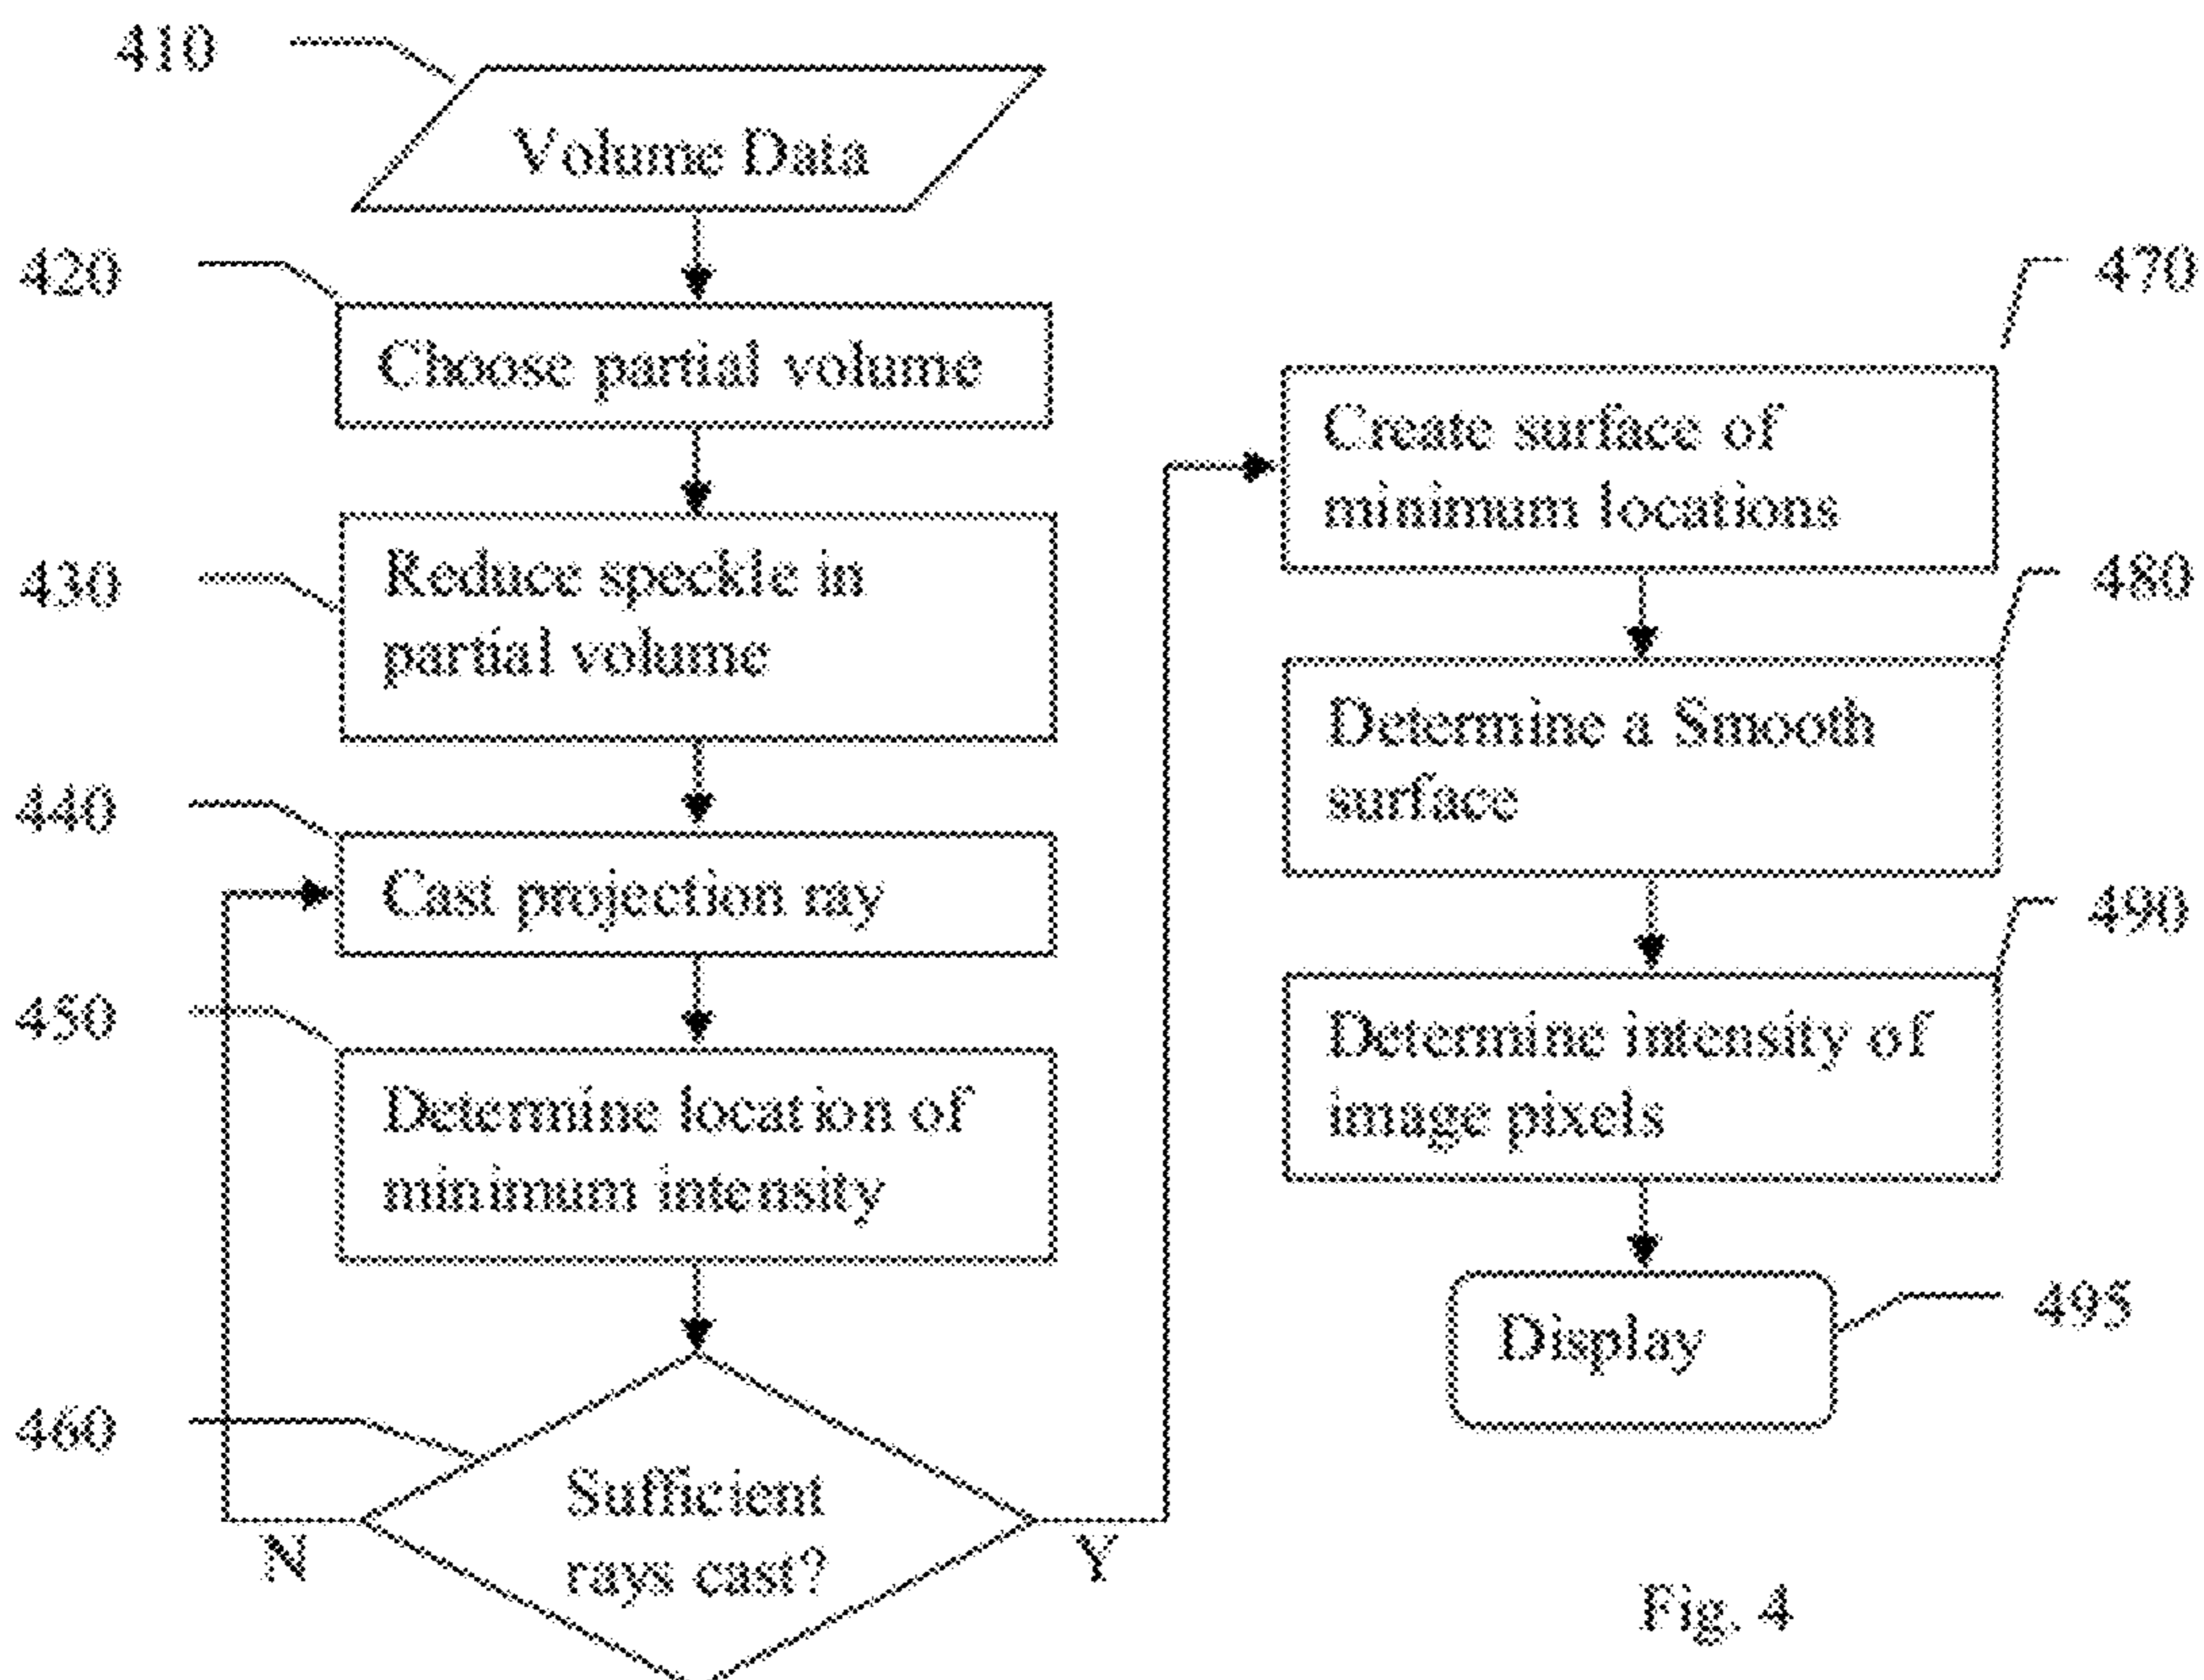 410
Volume Data
420
Choose partial volume
430
Reduce speckle in
partial volume
440
Cast projection ray
450
Determine location of
minimum intensity
460
Sufficient
rays cast?
N
Y
470
Create surface of
minimum locations
480
Determine a Smooth
surface
490
Determine intensity of
image pixels
Display
495
Fig. 4